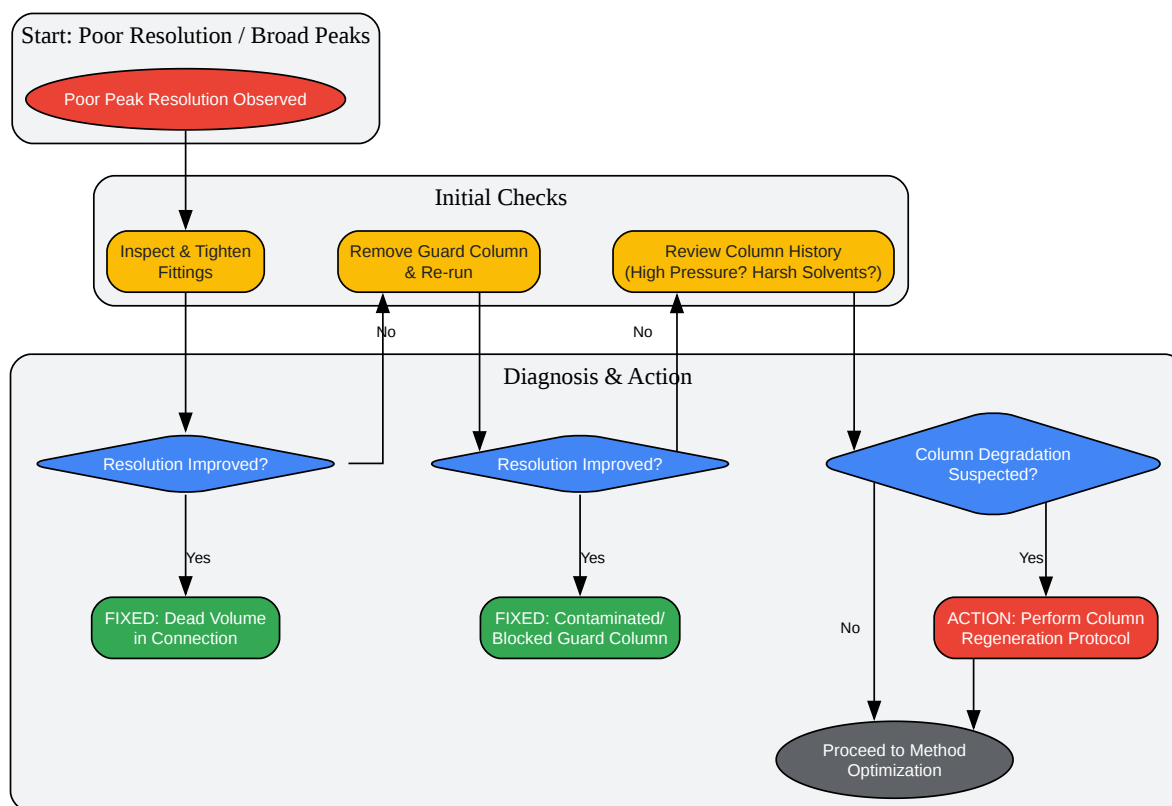 Start: Poor Resolution / Broad Peaks
Poor Peak Resolution Observed
Initial Checks
Inspect & Tighten
Fittings
Remove Guard Column
& Re-run
Review Column History
(High Pressure? Harsh Solvents?)
No
No
Diagnosis & Action
Resolution Improved?
Resolution Improved?
Column Degradation
Suspected?
Yes
Yes
Yes
FIXED: Dead Volume
in Connection
FIXED: Contaminated/
Blocked Guard Column
No
ACTION: Perform Column
Regeneration Protocol
Proceed to Method
Optimization